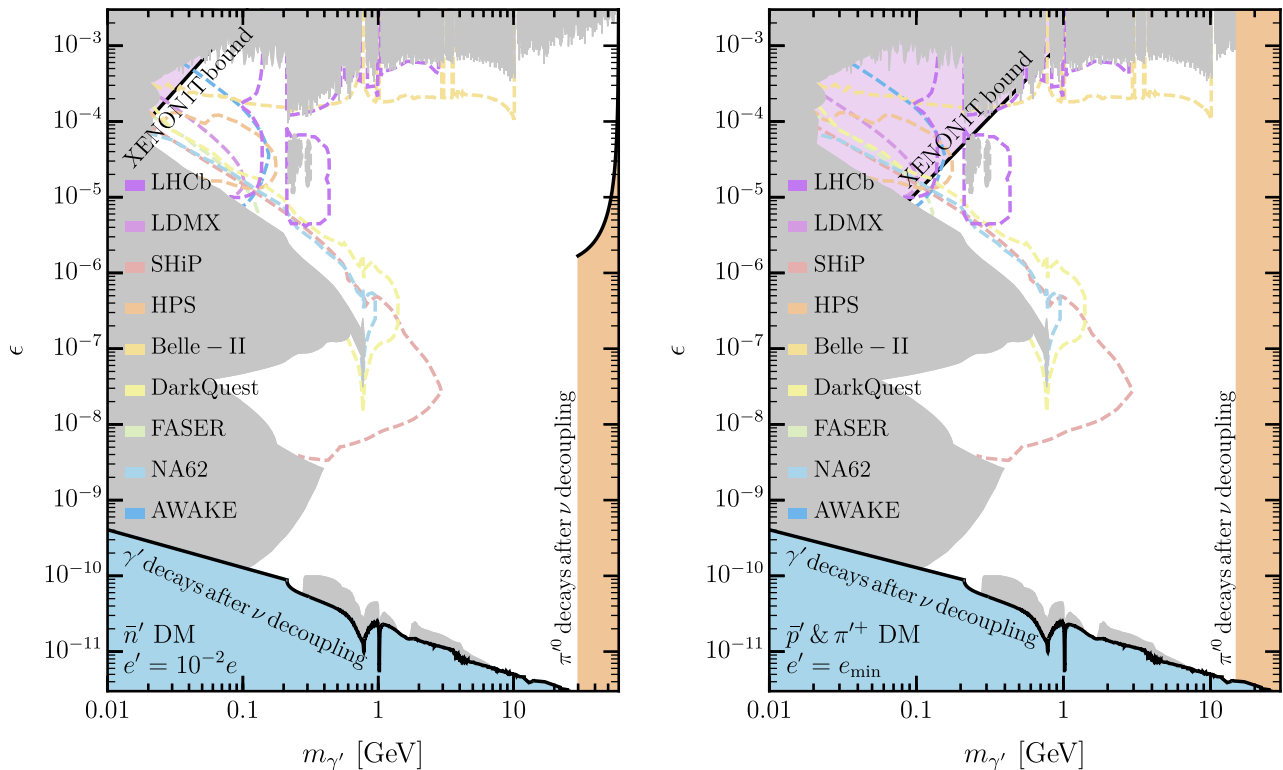 10⁻³
10⁻⁴
10⁻⁵
10⁻⁶
10⁻⁷
10⁻⁸
10⁻⁹
10⁻¹⁰
10⁻¹¹
ϵ
XENON1T bound
LHCb
LDMX
SHiP
HPS
Belle − II
DarkQuest
FASER
NA62
AWAKE
γ′ decays after ν decoupling
n̄′ DM
e′ = 10⁻²e
π′⁰ decays after ν decoupling
0.01
0.1
1
10
m_γ′ [GeV]
10⁻³
10⁻⁴
10⁻⁵
10⁻⁶
10⁻⁷
10⁻⁸
10⁻⁹
10⁻¹⁰
10⁻¹¹
ϵ
XENON1T bound
LHCb
LDMX
SHiP
HPS
Belle − II
DarkQuest
FASER
NA62
AWAKE
γ′ decays after ν decoupling
p̄′ & π′⁺ DM
e′ = e_min
π′⁰ decays after ν decoupling
0.01
0.1
1
10
m_γ′ [GeV]